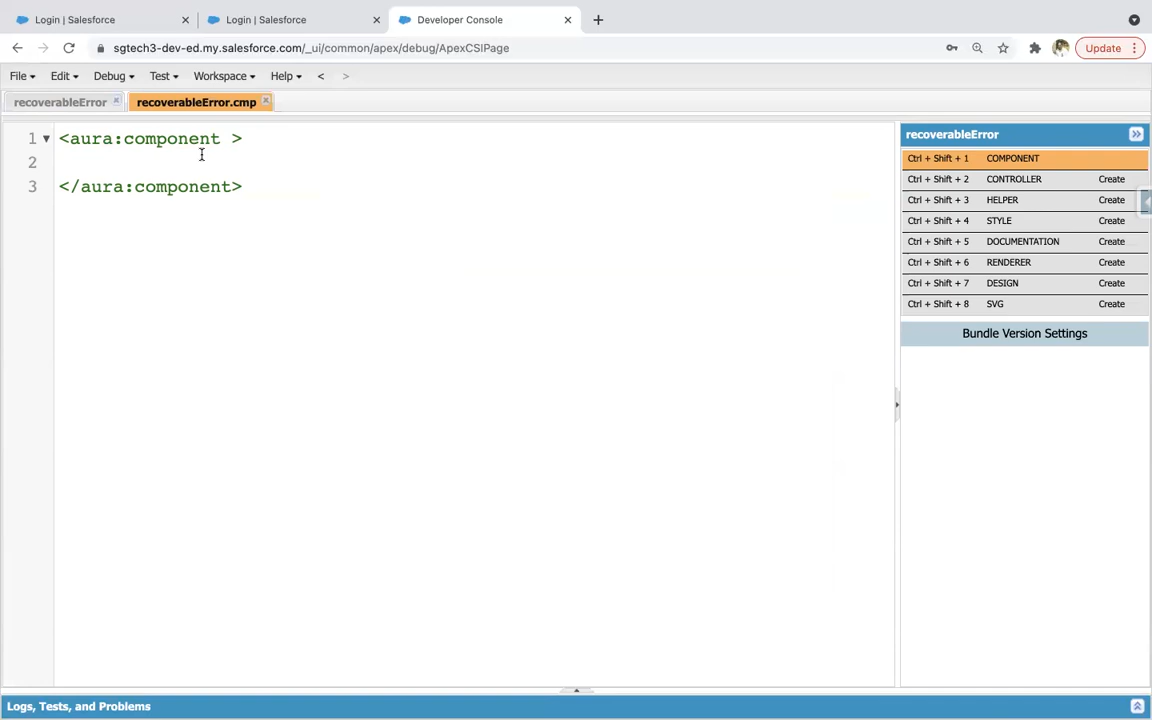 Login | Salesforce
Login | Salesforce
Developer Console
sgtech3-dev-ed.my.salesforce.com/_ui/common/apex/debug/ApexCSIPage
Update
File Edit Debug Test Workspace Help < >
recoverableError
recoverableError.cmp
1 <aura:component >
2
3 </aura:component>
recoverableError
Ctrl + Shift + 1 COMPONENT
Ctrl + Shift + 2 CONTROLLER Create
Ctrl + Shift + 3 HELPER Create
Ctrl + Shift + 4 STYLE Create
Ctrl + Shift + 5 DOCUMENTATION Create
Ctrl + Shift + 6 RENDERER Create
Ctrl + Shift + 7 DESIGN Create
Ctrl + Shift + 8 SVG Create
Bundle Version Settings
Logs, Tests, and Problems